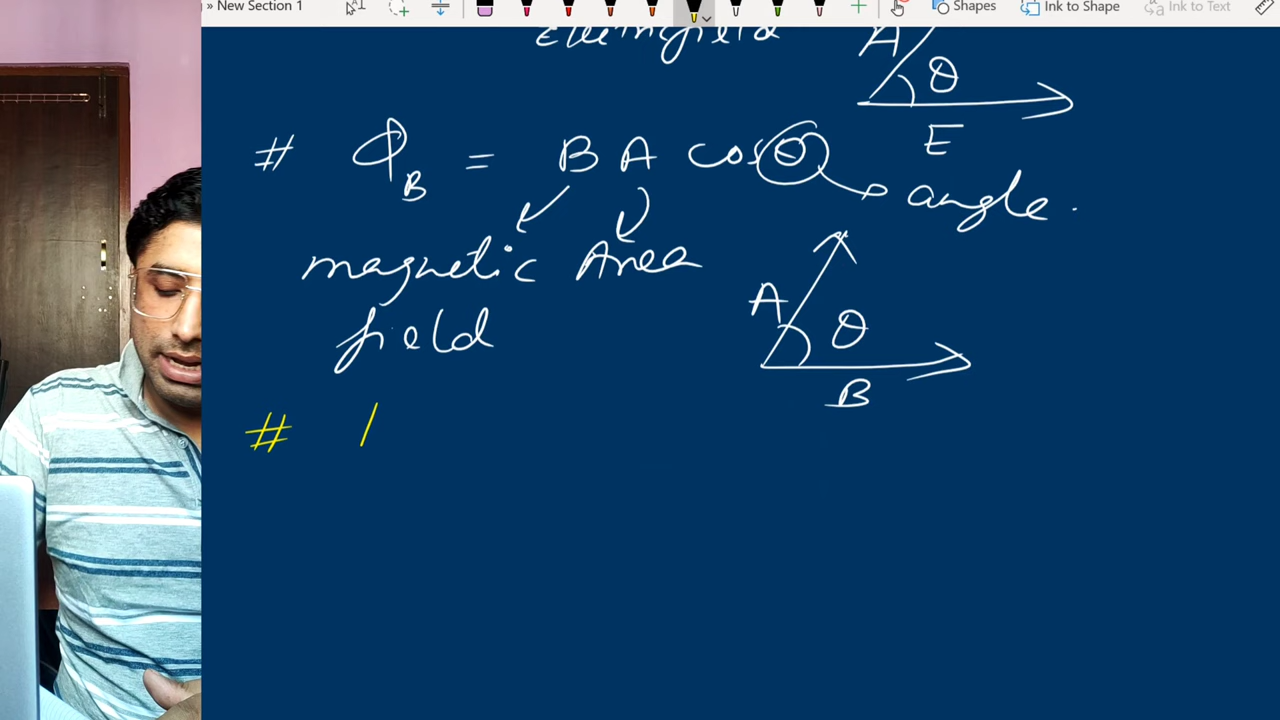 » New Section 1
Shapes Ink to Shape Ink to Text
A θ
E
# Φ_B = B A cos θ → angle.
magnetic Area
field
A θ
B
#